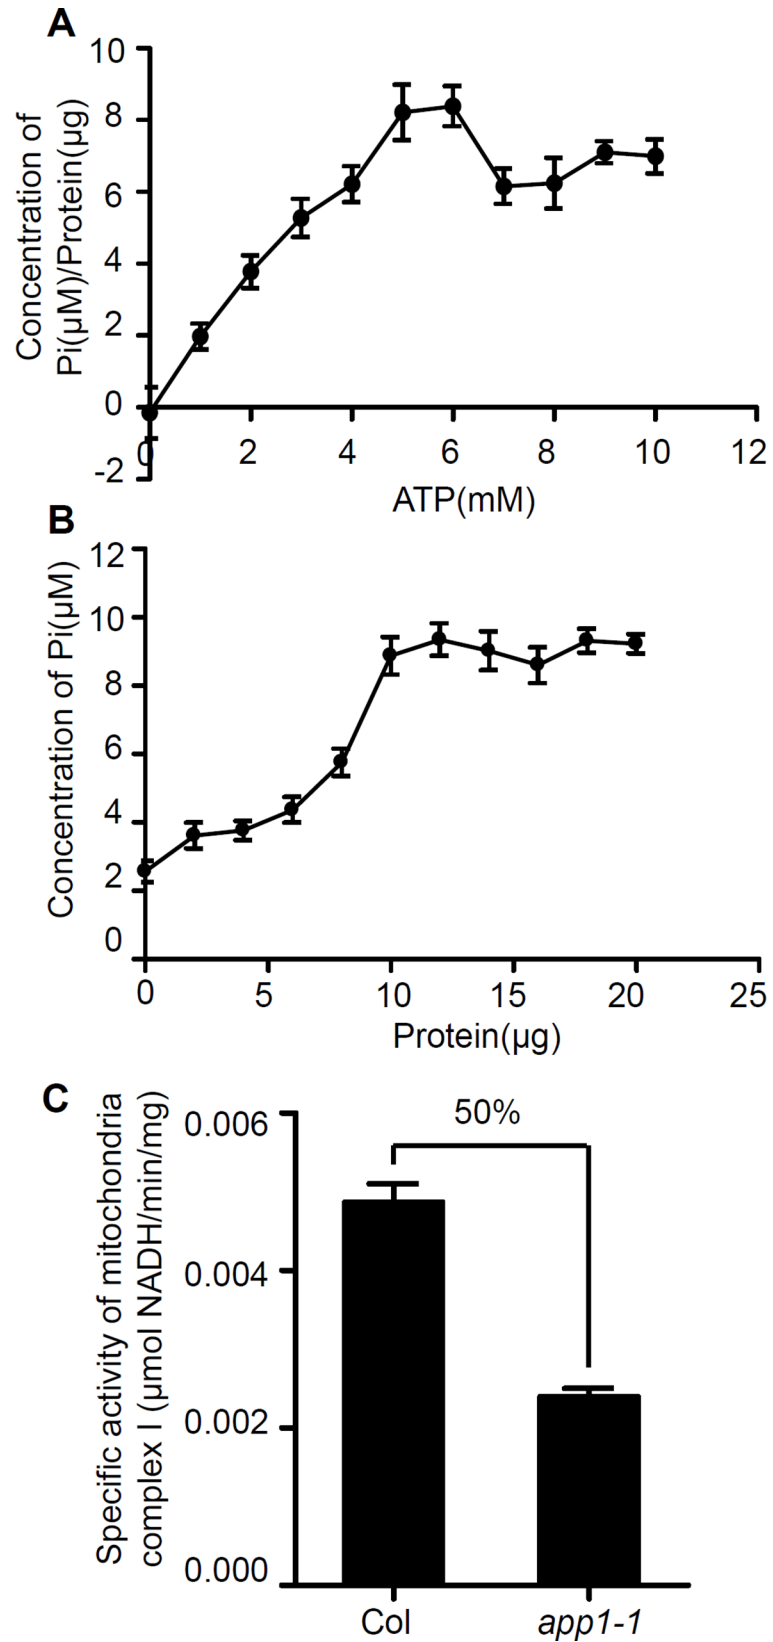 A
Concentration of
Pi(µM)/Protein(µg)
10
8
6
4
2
0
-2
0 2 4 6 8 10 12
ATP(mM)
B
Concentration of Pi(µM)
12
10
8
6
4
2
0
0 5 10 15 20 25
Protein(µg)
C
Specific activity of mitochondria
complex I (µmol NADH/min/mg)
50%
0.006
0.004
0.002
0.000
Col app1-1